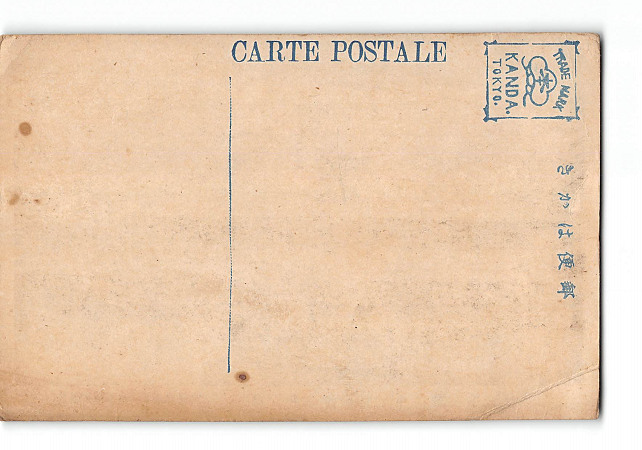 CARTE POSTALE
TRADE MARK
KANDA.
TOKYO.
郵便はかき